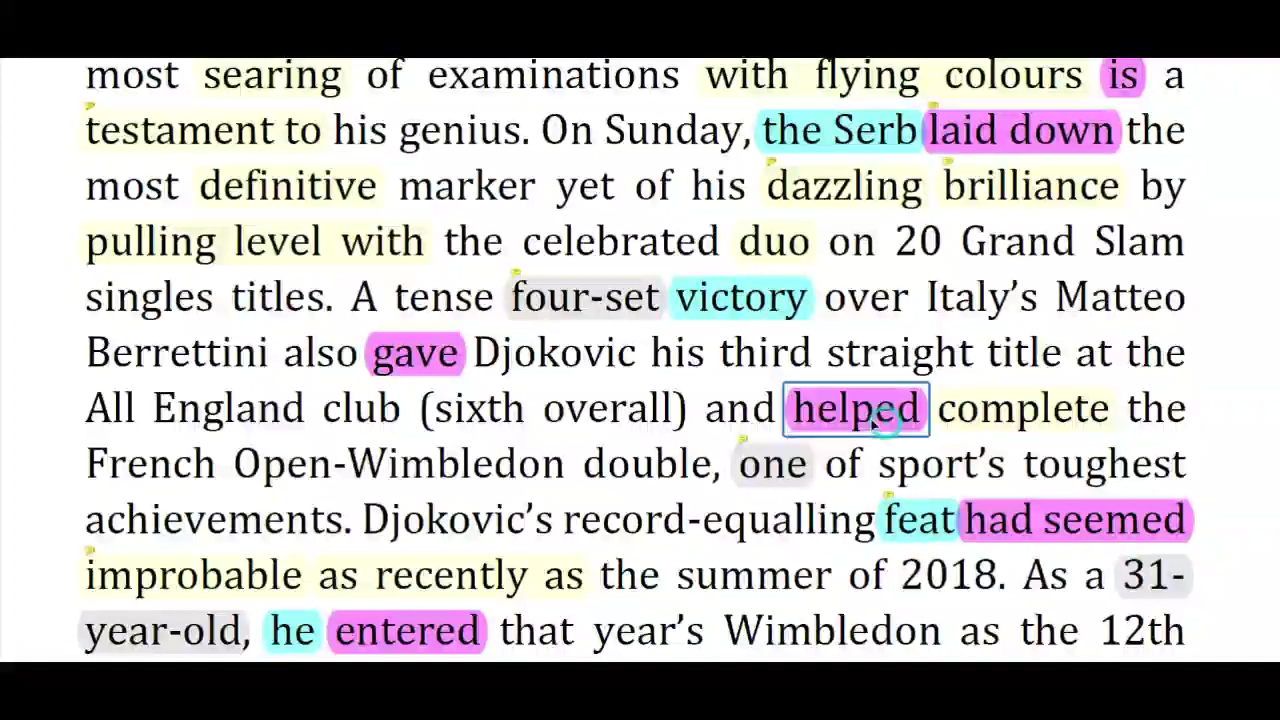 most searing of examinations with flying colours is a
testament to his genius. On Sunday, the Serb laid down the
most definitive marker yet of his dazzling brilliance by
pulling level with the celebrated duo on 20 Grand Slam
singles titles. A tense four-set victory over Italy’s Matteo
Berrettini also gave Djokovic his third straight title at the
All England club (sixth overall) and helped complete the
French Open-Wimbledon double, one of sport’s toughest
achievements. Djokovic’s record-equalling feat had seemed
improbable as recently as the summer of 2018. As a 31-
year-old, he entered that year’s Wimbledon as the 12th